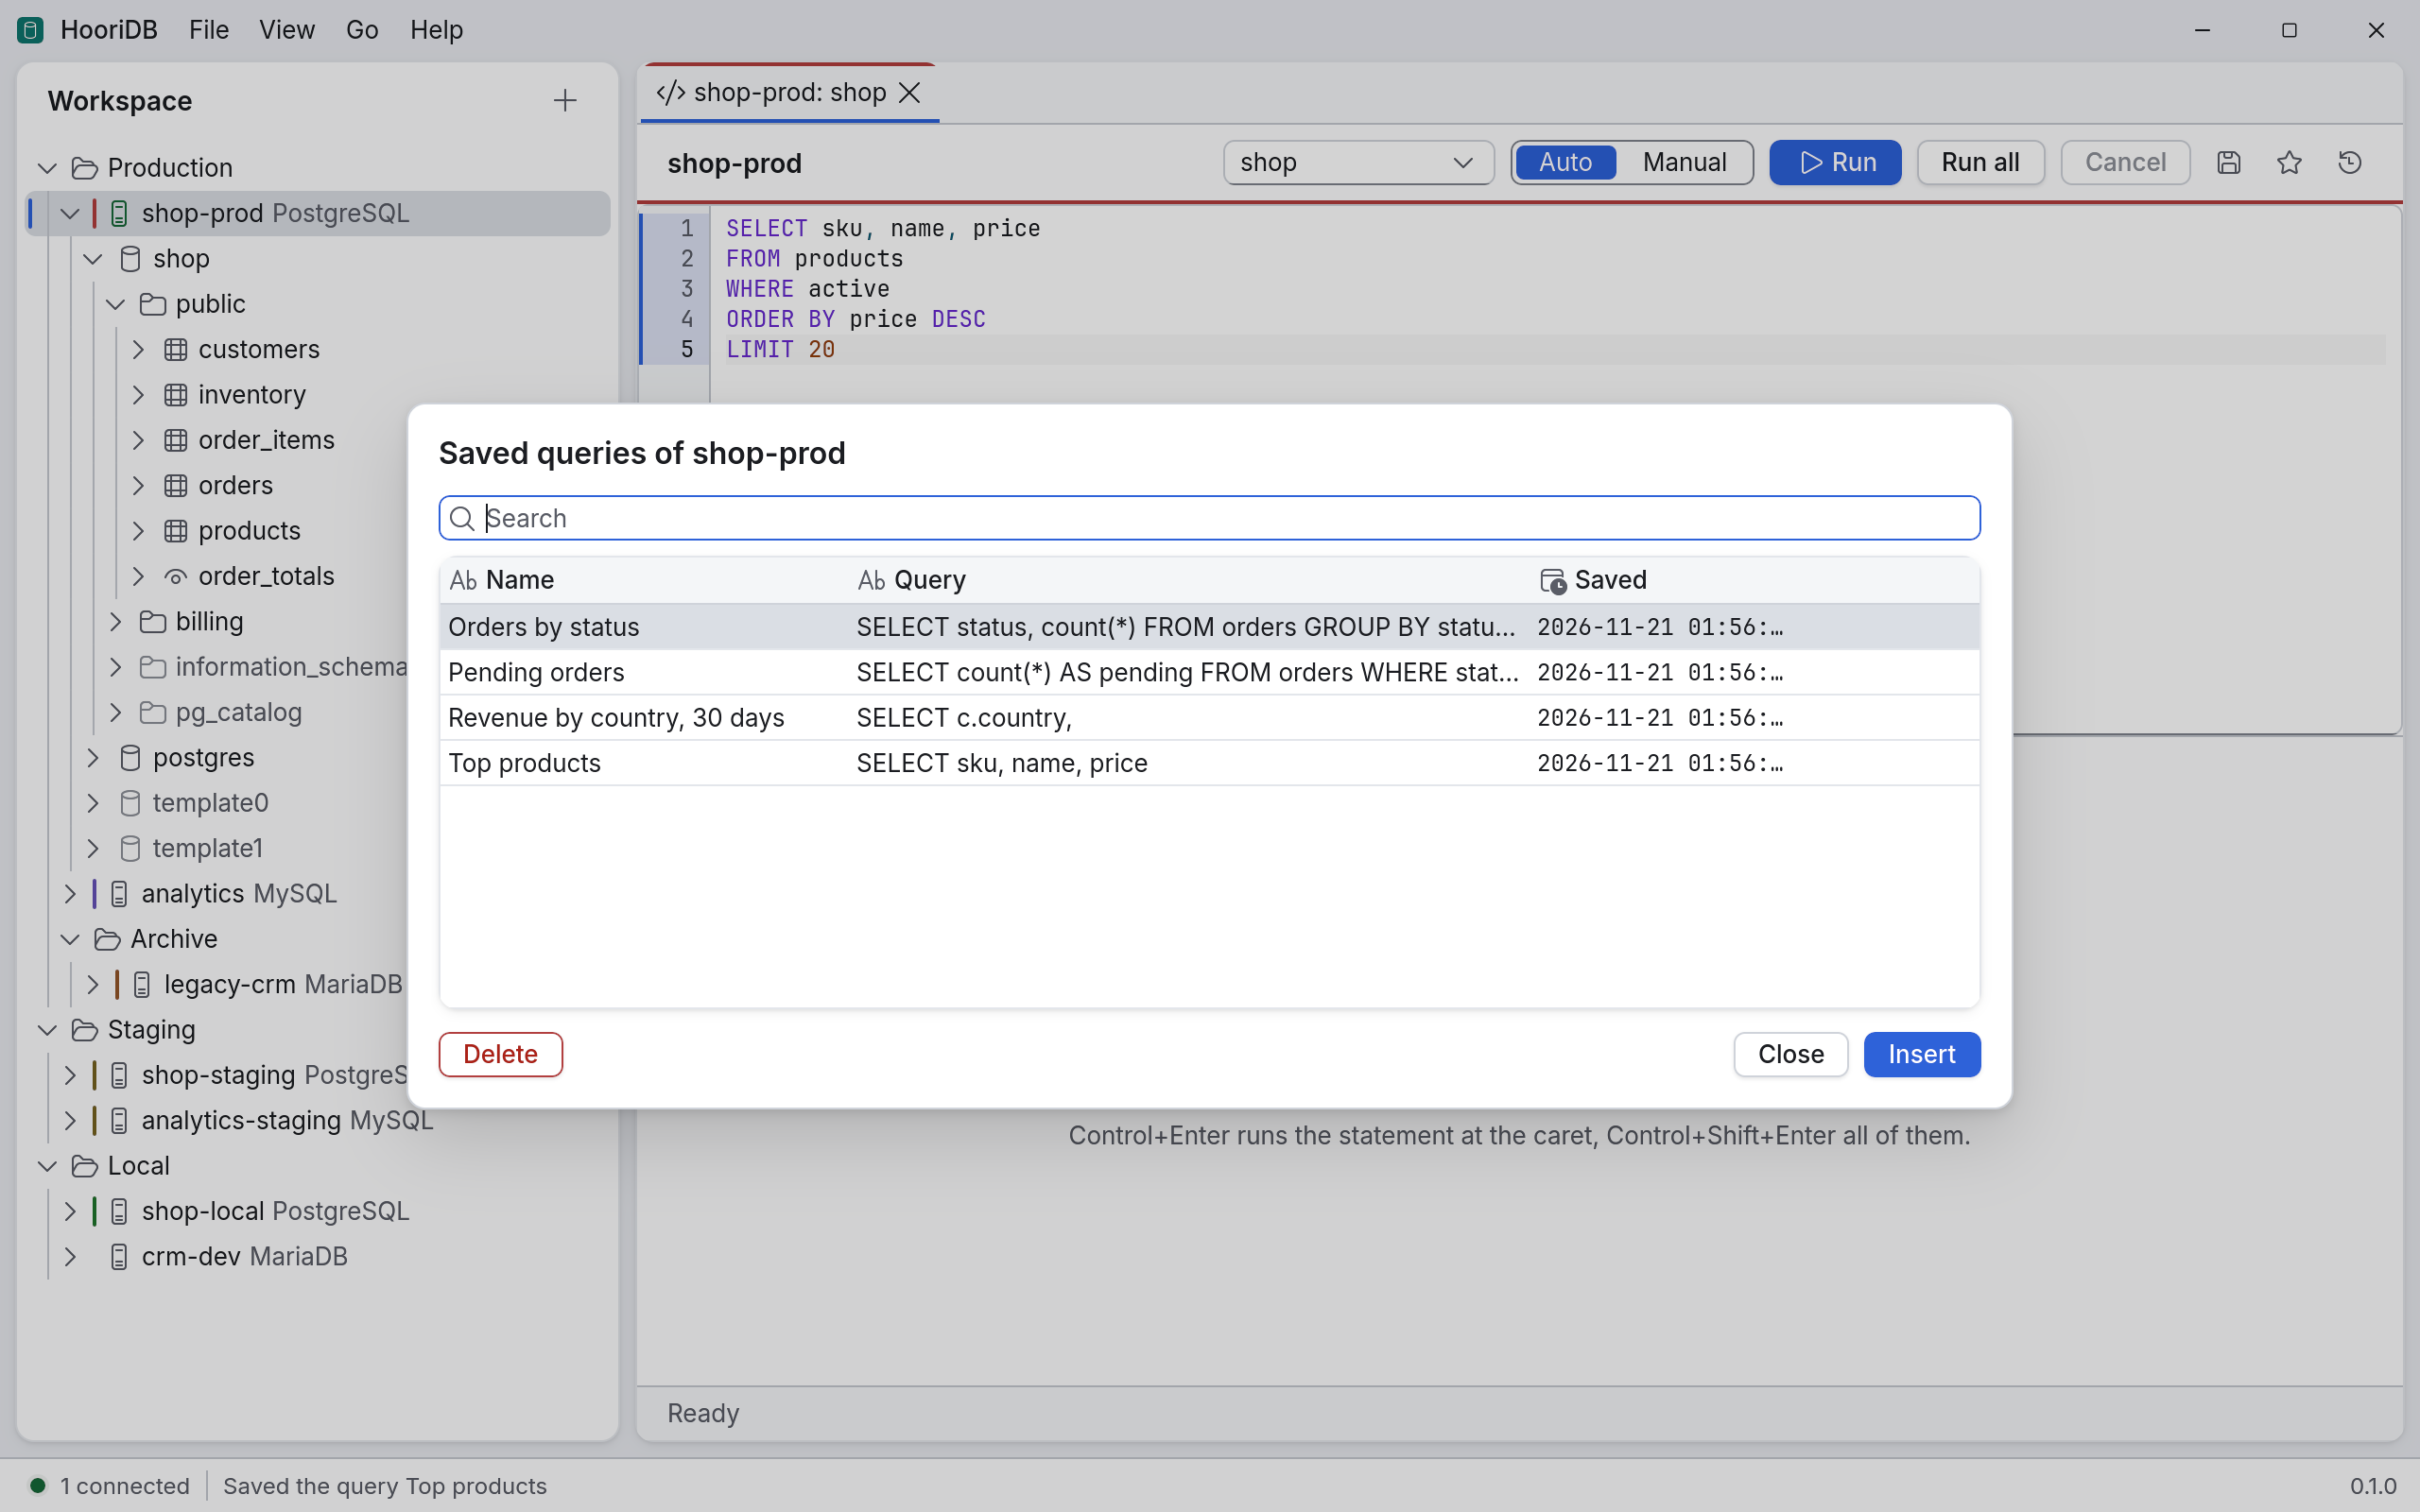 HooriDB File View Go Help
Workspace
Production
shop-prod PostgreSQL
shop
public
customers
inventory
order_items
orders
products
order_totals
billing
information_schema
pg_catalog
postgres
template0
template1
analytics MySQL
Archive
legacy-crm MariaDB
Staging
shop-staging PostgreS
analytics-staging MySQL
Local
shop-local PostgreSQL
crm-dev MariaDB
</> shop-prod: shop
shop-prod
shop
Auto Manual
Run
Run all
Cancel
1 SELECT sku, name, price
2 FROM products
3 WHERE active
4 ORDER BY price DESC
5 LIMIT 20
Saved queries of shop-prod
Search
Ab Name Ab Query Saved
Orders by status SELECT status, count(*) FROM orders GROUP BY statu... 2026-11-21 01:56:…
Pending orders SELECT count(*) AS pending FROM orders WHERE stat... 2026-11-21 01:56:…
Revenue by country, 30 days SELECT c.country, 2026-11-21 01:56:…
Top products SELECT sku, name, price 2026-11-21 01:56:…
Delete
Close
Insert
Control+Enter runs the statement at the caret, Control+Shift+Enter all of them.
Ready
1 connected Saved the query Top products
0.1.0